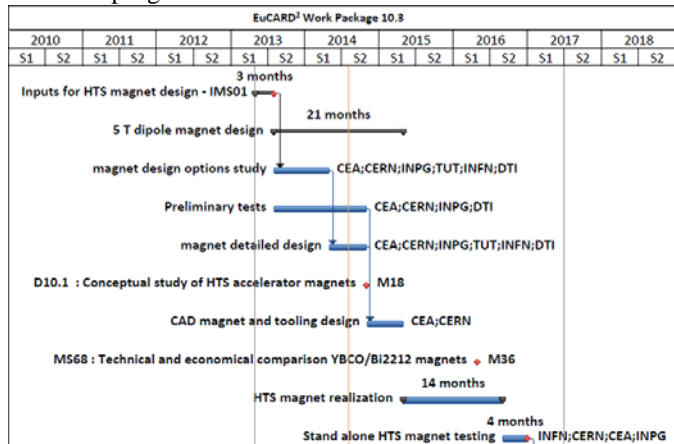 EuCARD² Work Package 10.3
2010 2011 2012 2013 2014 2015 2016 2017 2018
S1 S2 S1 S2 S1 S2 S1 S2 S1 S2 S1 S2 S1 S2 S1 S2 S1 S2
3 months
Inputs for HTS magnet design - IMS01
21 months
5 T dipole magnet design
magnet design options study CEA;CERN;INPG;TUT;INFN;DTI
Preliminary tests CEA;CERN;INPG;DTI
magnet detailed design CEA;CERN;INPG;TUT;INFN;DTI
D10.1 : Conceptual study of HTS accelerator magnets M18
CAD magnet and tooling design CEA;CERN
MS68 : Technical and economical comparison YBCO/Bi2212 magnets M36
14 months
HTS magnet realization
4 months
Stand alone HTS magnet testing INFN;CERN;CEA;INPG